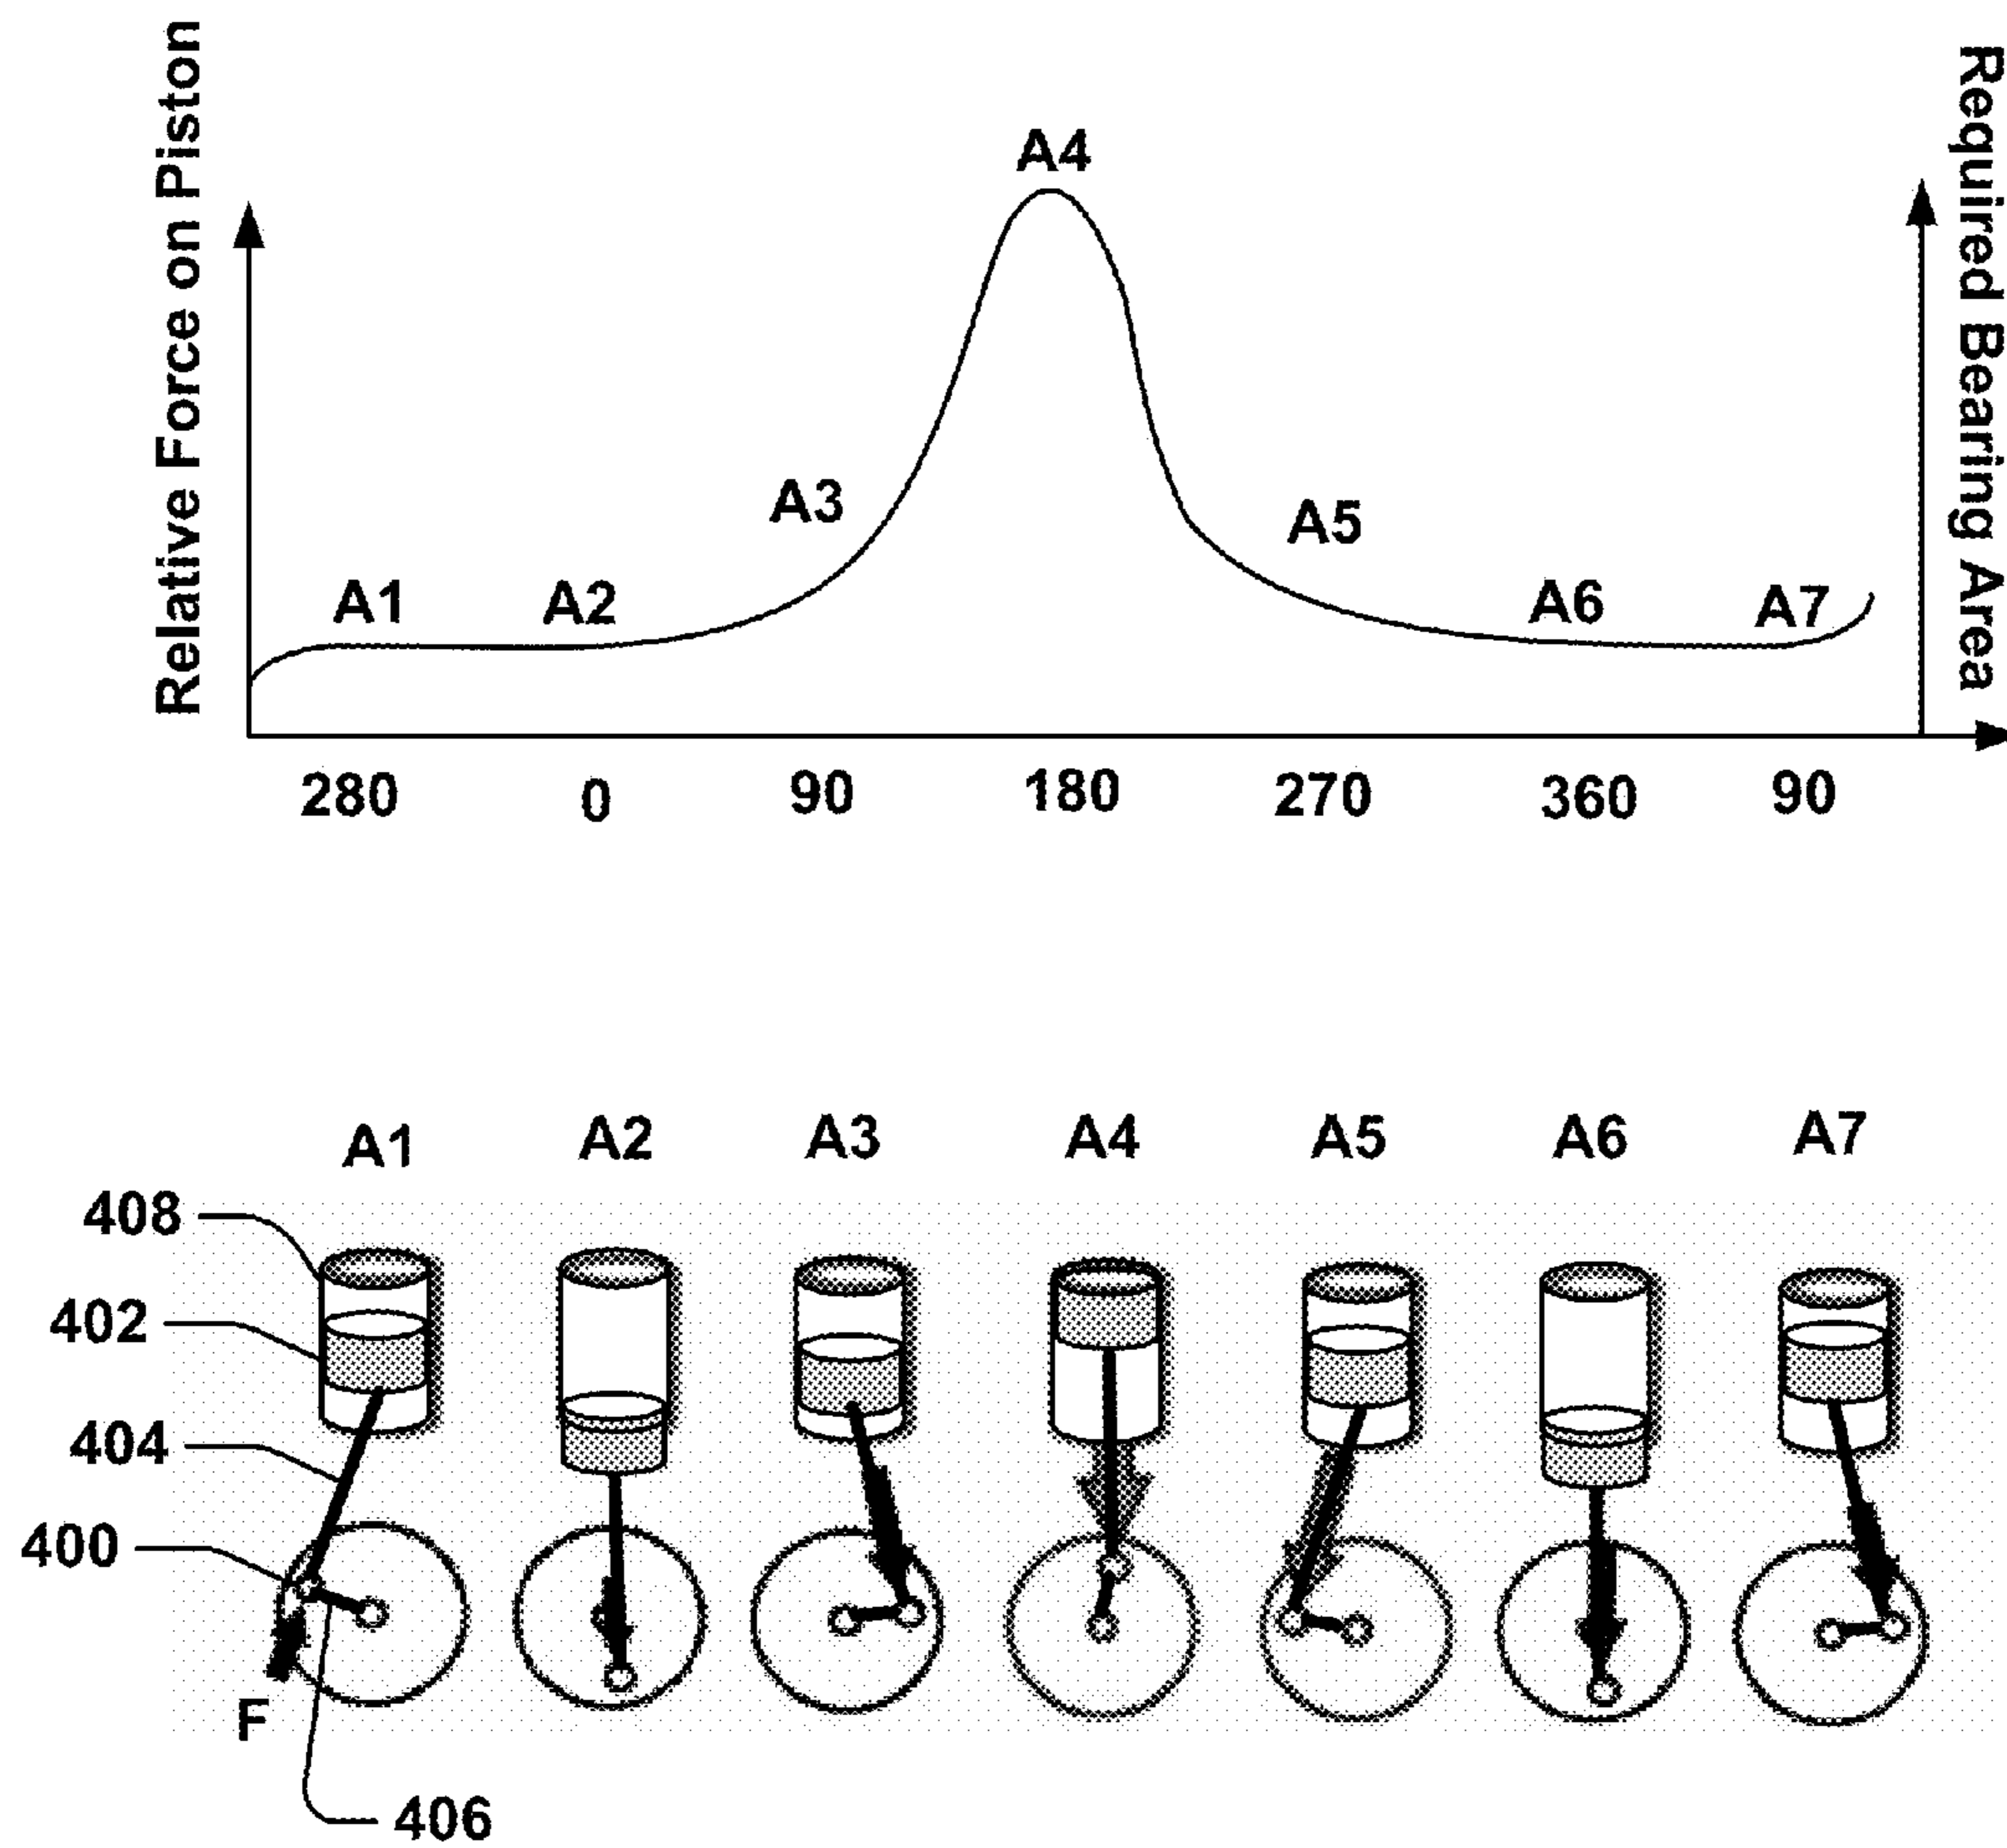 Relative Force on Piston
Required Bearing Area
A4
A3
A5
A1
A2
A6
A7
280 0 90 180 270 360 90
A1 A2 A3 A4 A5 A6 A7
408
402
404
400
F
406